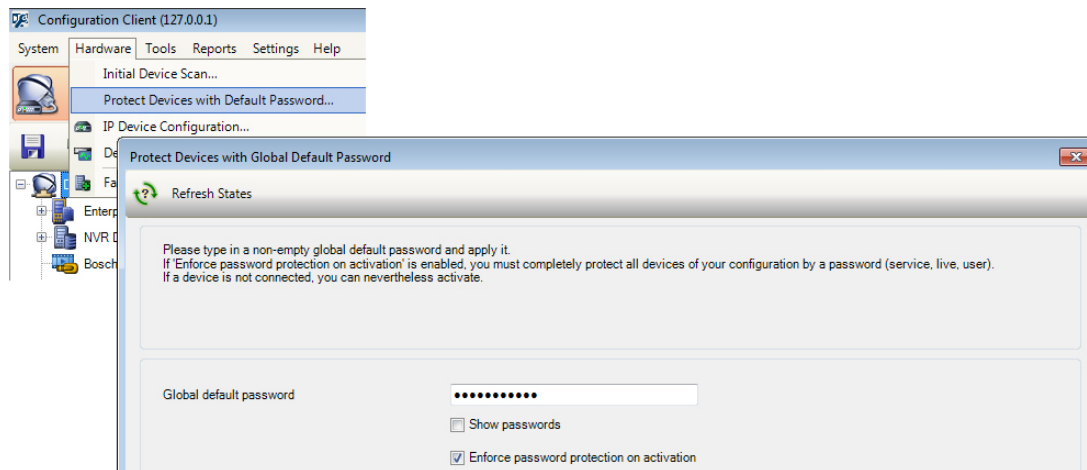 Configuration Client (127.0.0.1)
System Hardware Tools Reports Settings Help
Initial Device Scan...
Protect Devices with Default Password...
IP Device Configuration...
De
Protect Devices with Global Default Password
Fa
Refresh States
Enterp
NVR D
Bosch
Please type in a non-empty global default password and apply it.
If 'Enforce password protection on activation' is enabled, you must completely protect all devices of your configuration by a password (service, live, user).
If a device is not connected, you can nevertheless activate.
Global default password
Show passwords
Enforce password protection on activation